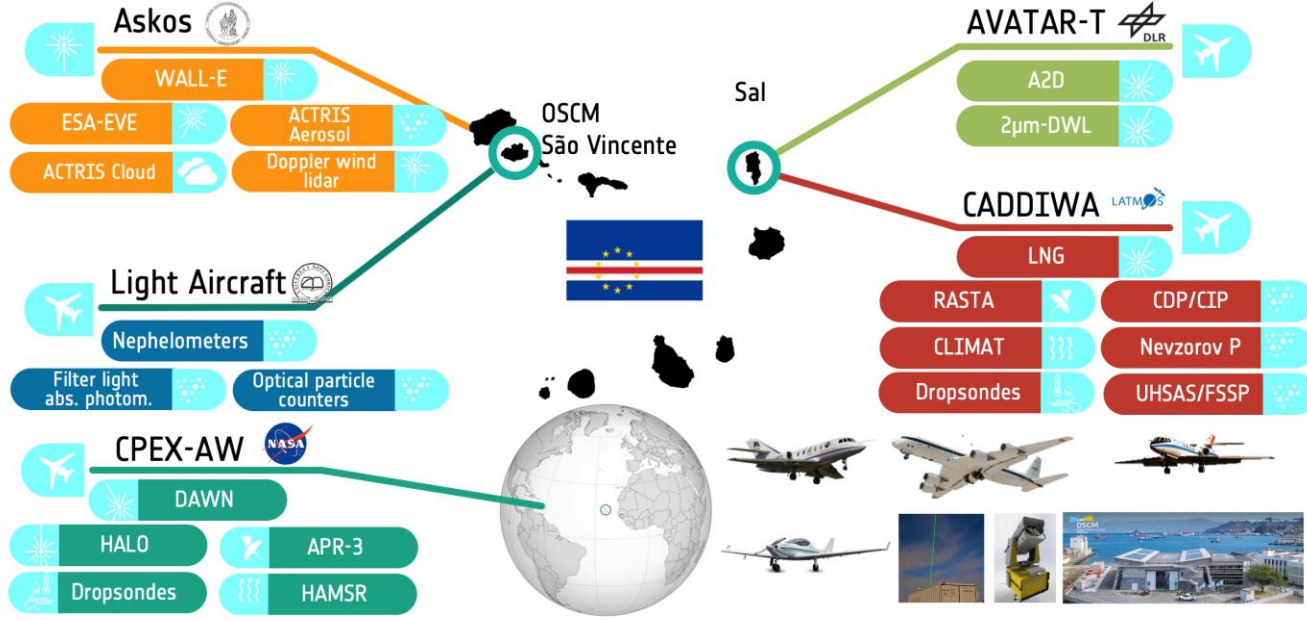 Askos
WALL-E
ESA-EVE
ACTRIS
Aerosol
ACTRIS Cloud
Doppler wind
lidar
OSCM
São Vincente
Light Aircraft
Nephelometers
Filter light
abs. photom.
Optical particle
counters
CPEX-AW
NASA
DAWN
HALO
APR-3
Dropsondes
HAMSR
Sal
AVATAR-T
DLR
A2D
2µm-DWL
CADDIWA
LATMOS
LNG
RASTA
CDP/CIP
CLIMAT
Nevzorov P
Dropsondes
UHSAS/FSSP
OSCM